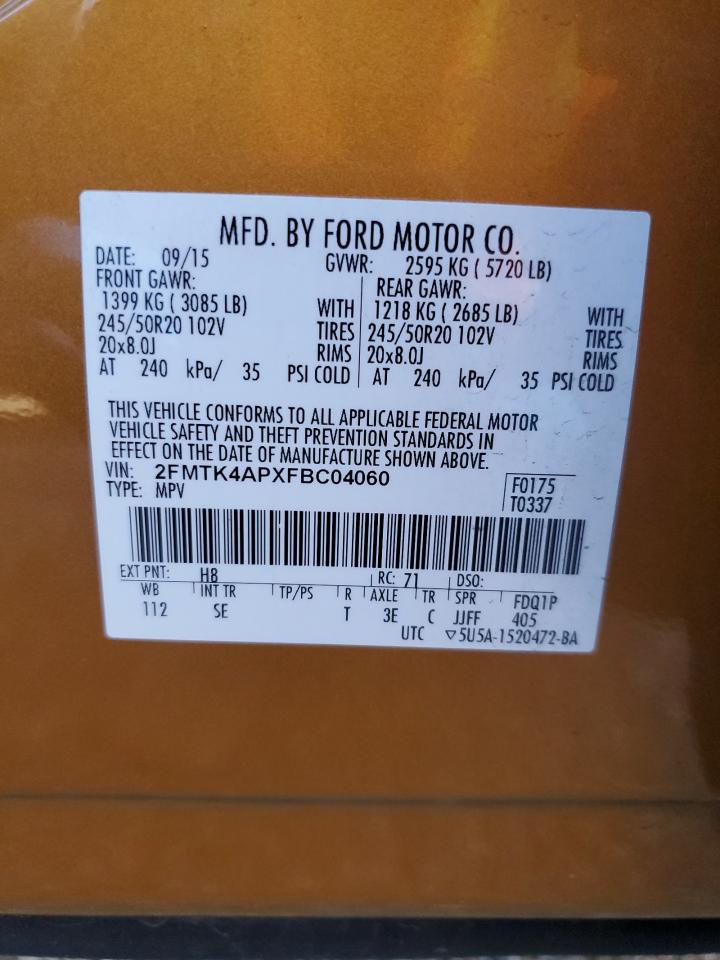 MFD. BY FORD MOTOR CO.
DATE: 09/15 GVWR: 2595 KG ( 5720 LB)
FRONT GAWR: REAR GAWR:
1399 KG ( 3085 LB) WITH 1218 KG ( 2685 LB) WITH
245/50R20 102V TIRES 245/50R20 102V TIRES
20x8.0J RIMS 20x8.0J RIMS
AT 240 kPa/ 35 PSI COLD AT 240 kPa/ 35 PSI COLD
THIS VEHICLE CONFORMS TO ALL APPLICABLE FEDERAL MOTOR
VEHICLE SAFETY AND THEFT PREVENTION STANDARDS IN
EFFECT ON THE DATE OF MANUFACTURE SHOWN ABOVE.
VIN: 2FMTK4APXFBC04060 F0175
TYPE: MPV T0337
EXT PNT: H8 RC: 71 DSO:
WB INT TR TP/PS R AXLE TR SPR FDQ1P
112 SE T 3E C JJFF 405
UTC ▽5U5A-1520472-BA